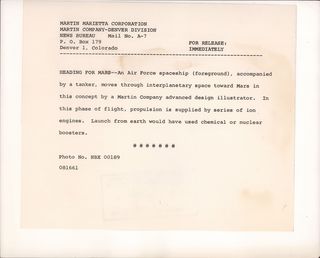 MARTIN MARIETTA CORPORATION
MARTIN COMPANY-DENVER DIVISION
NEWS BUREAU Mail No. A-7
P. O. Box 179 FOR RELEASE:
Denver 1, Colorado IMMEDIATELY
HEADING FOR MARS--An Air Force spaceship (foreground), accompanied
by a tanker, moves through interplanetary space toward Mars in
this concept by a Martin Company advanced design illustrator. In
this phase of flight, propulsion is supplied by series of ion
engines. Launch from earth would have used chemical or nuclear
boosters.
# # # # # # #
Photo No. HRX 00189
081661